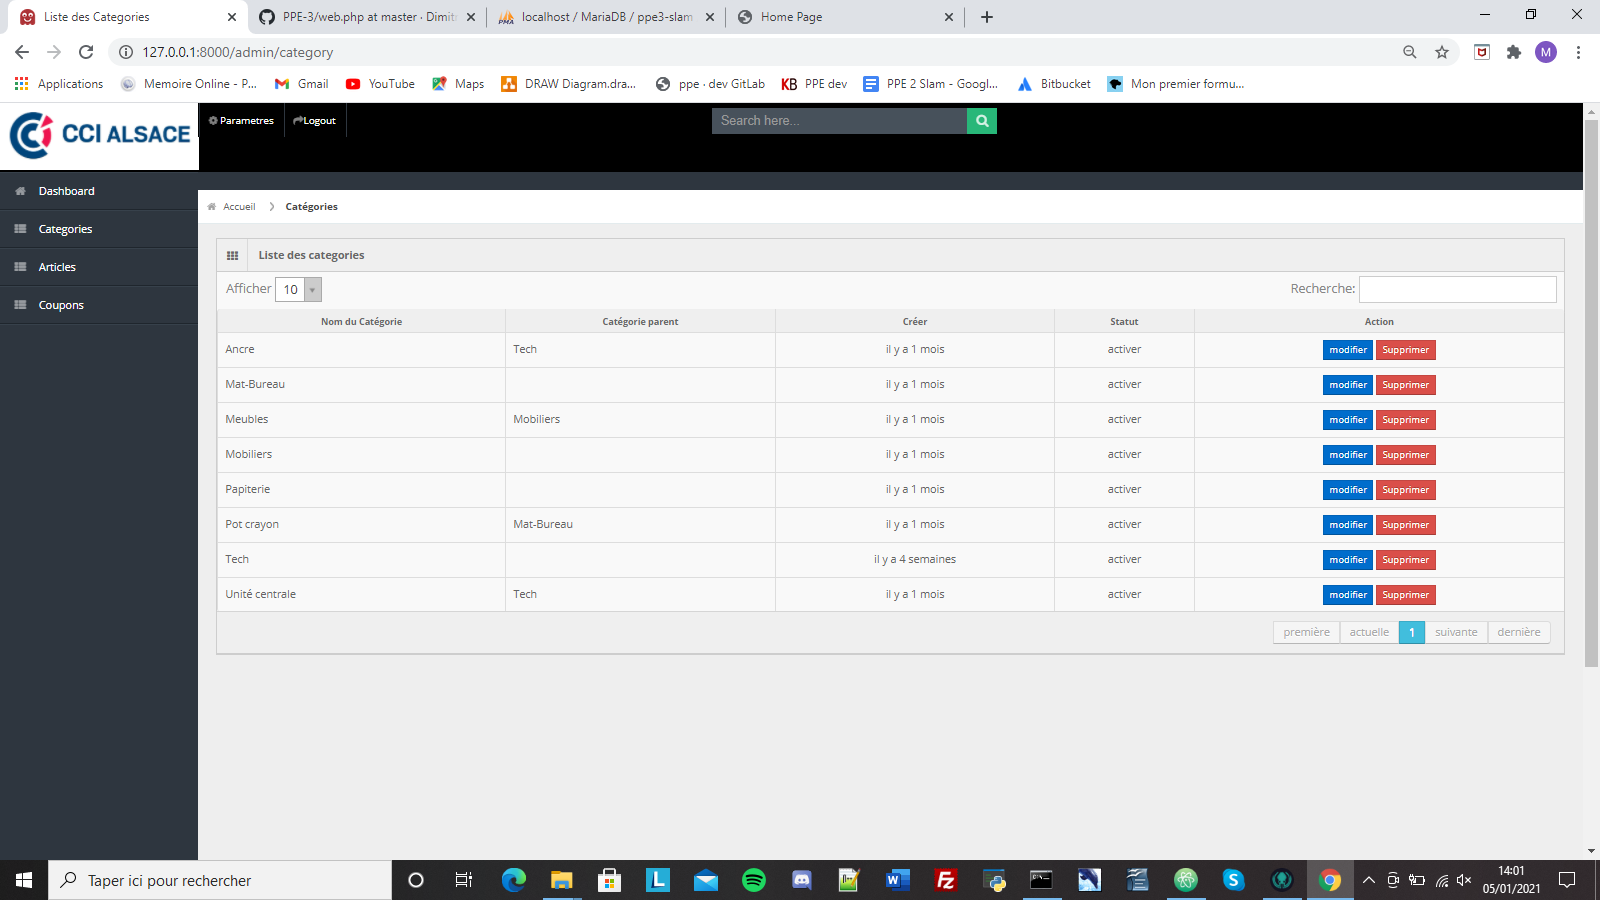 Liste des Categories
PPE-3/web.php at master · Dimitr
localhost / MariaDB / ppe3-slam
Home Page
127.0.0.1:8000/admin/category
M
Applications
Memoire Online - P...
Gmail
YouTube
Maps
DRAW Diagram.dra...
ppe · dev GitLab
KB PPE dev
PPE 2 Slam - Googl...
Bitbucket
Mon premier formu...
CCI ALSACE
Parametres
Logout
Search here...
Dashboard
Categories
Articles
Coupons
Accueil
Catégories
Liste des categories
Afficher 10
Recherche:
Nom du Catégorie Catégorie parent Créer Statut Action
Ancre Tech il y a 1 mois activer modifier Supprimer
Mat-Bureau il y a 1 mois activer modifier Supprimer
Meubles Mobiliers il y a 1 mois activer modifier Supprimer
Mobiliers il y a 1 mois activer modifier Supprimer
Papiterie il y a 1 mois activer modifier Supprimer
Pot crayon Mat-Bureau il y a 1 mois activer modifier Supprimer
Tech il y a 4 semaines activer modifier Supprimer
Unité centrale Tech il y a 1 mois activer modifier Supprimer
première actuelle 1 suivante dernière
Taper ici pour rechercher
14:01
05/01/2021